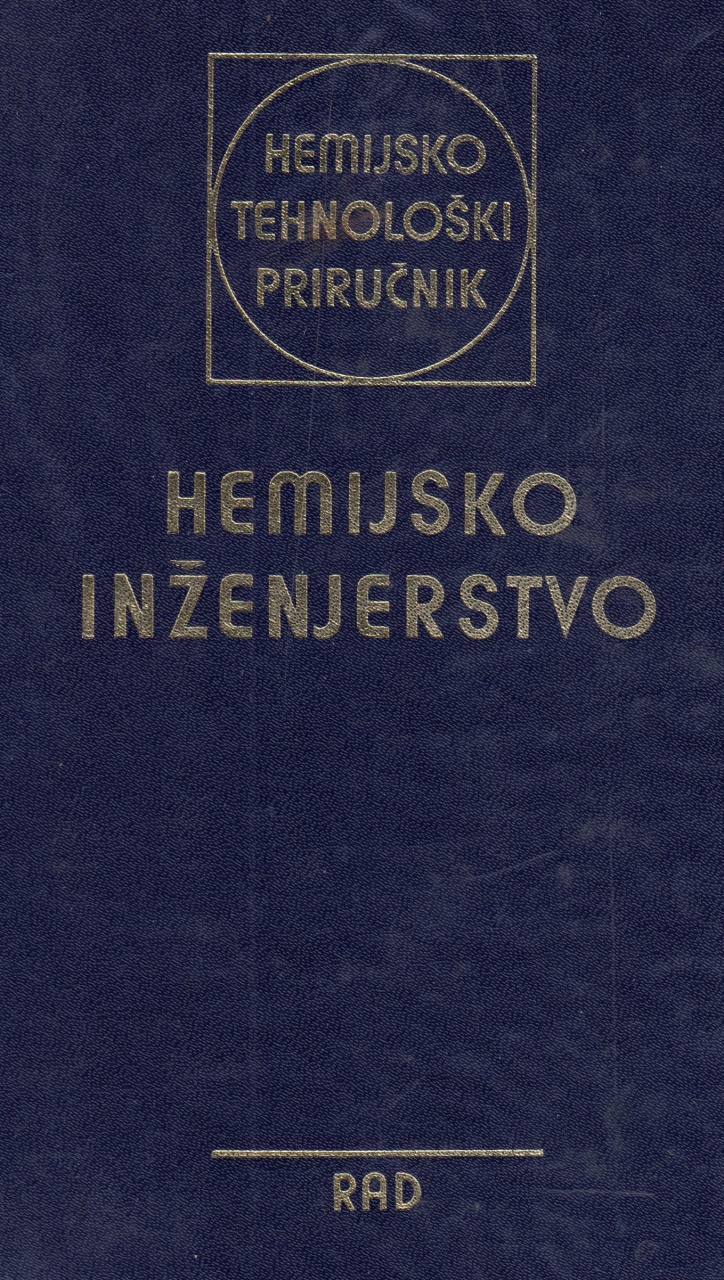 HEMIJSKO
TEHNOLOŠKI
PRIRUČNIK
HEMIJSKO
INŽENJERSTVO
RAD